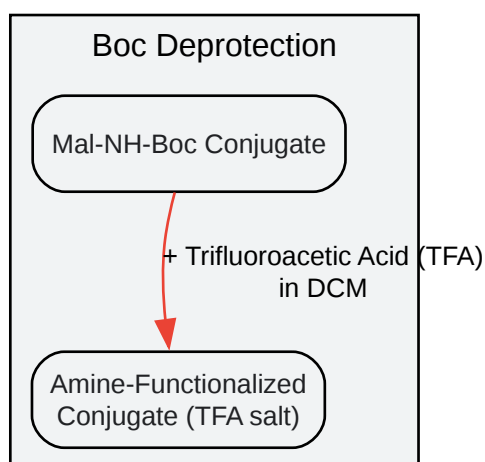 Boc Deprotection
Mal-NH-Boc Conjugate
+ Trifluoroacetic Acid (TFA)
in DCM
Amine-Functionalized
Conjugate (TFA salt)